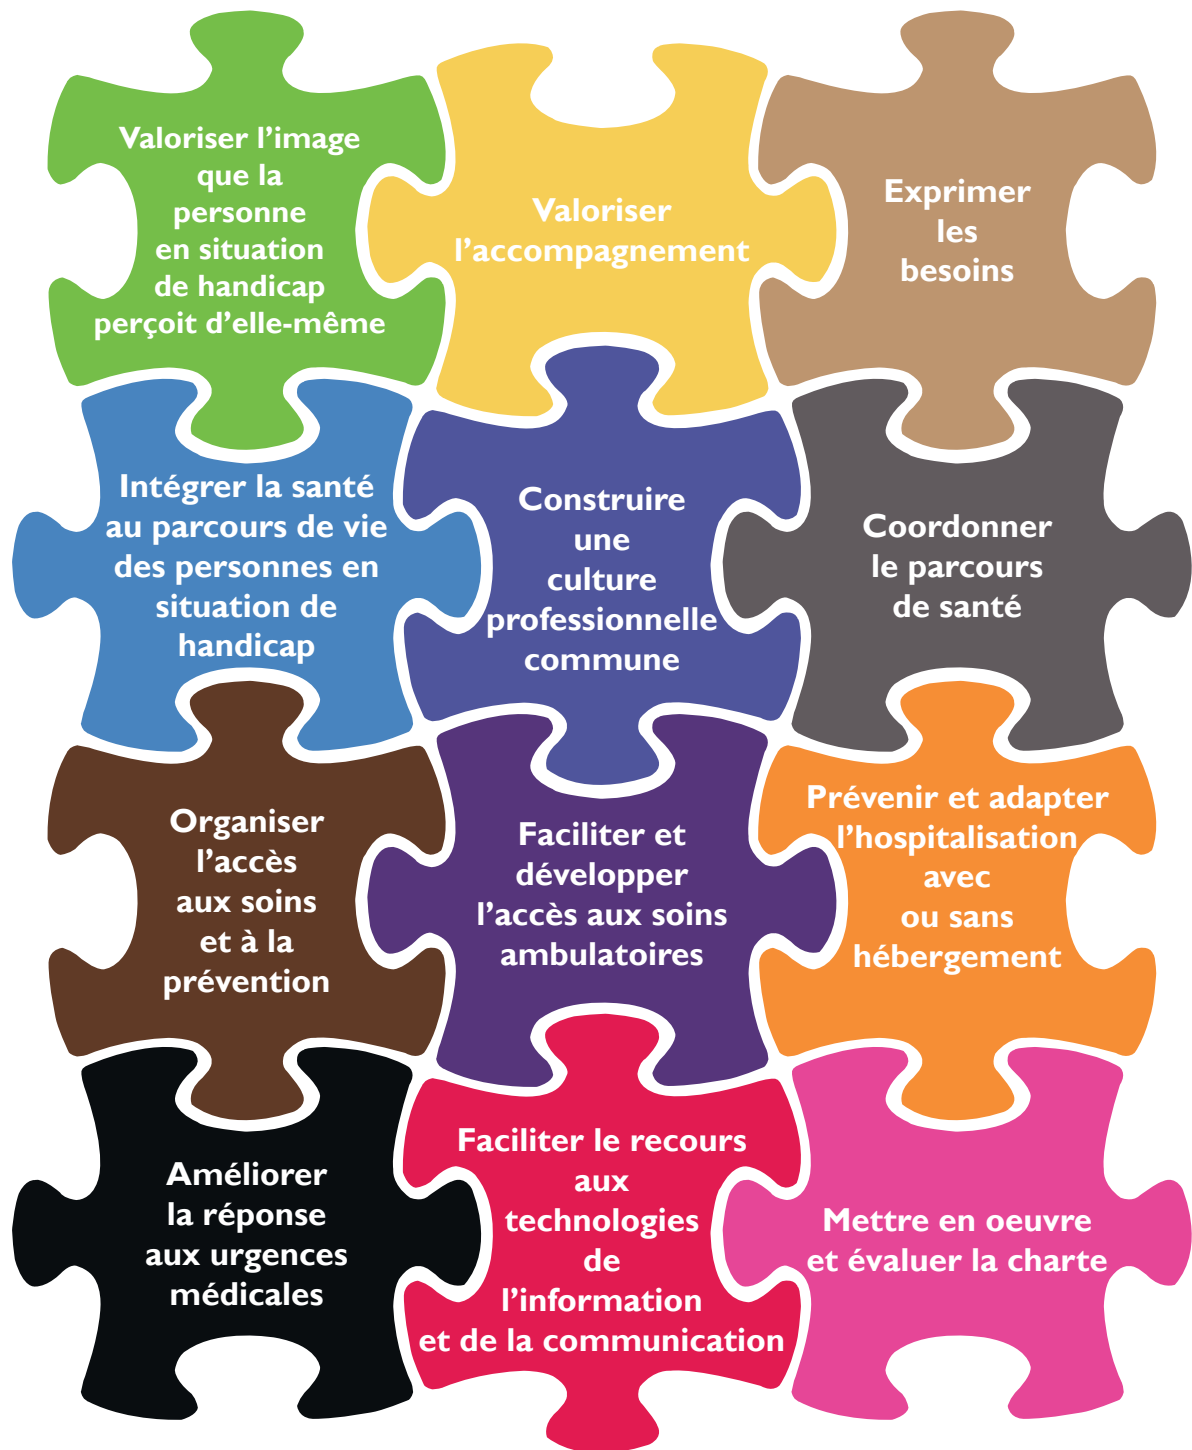 Valoriser l’image
que la
personne
en situation
de handicap
perçoit d’elle-même
Valoriser
l’accompagnement
Exprimer
les
besoins
Intégrer la santé
au parcours de vie
des personnes en
situation de
handicap
Construire
une
culture
professionnelle
commune
Coordonner
le parcours
de santé
Organiser
l’accès
aux soins
et à la
prévention
Faciliter et
développer
l’accès aux soins
ambulatoires
Prévenir et adapter
l’hospitalisation
avec
ou sans
hébergement
Améliorer
la réponse
aux urgences
médicales
Faciliter le recours
aux
technologies
de
l’information
et de la communication
Mettre en oeuvre
et évaluer la charte